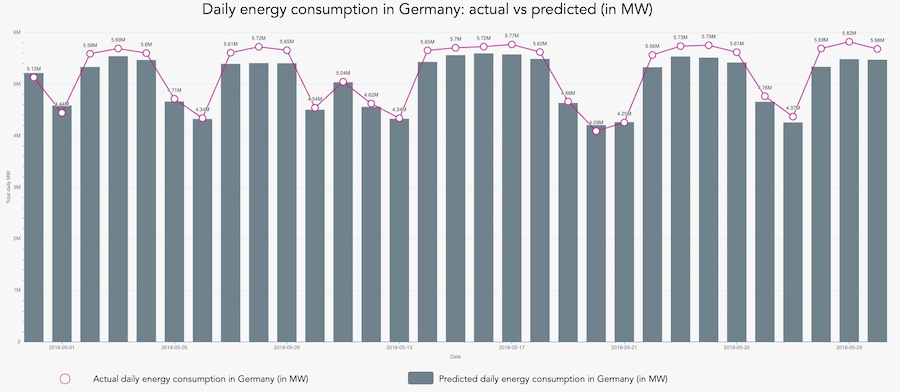 Daily energy consumption in Germany: actual vs predicted (in MW)
6M
5M
4M
3M
2M
1M
0
Total daily MW
5.13M
4.44M
5.59M
5.69M
5.6M
4.71M
4.34M
5.61M
5.72M
5.65M
4.54M
5.04M
4.62M
4.34M
5.65M
5.7M
5.72M
5.77M
5.62M
4.66M
4.09M
4.25M
5.56M
5.73M
5.75M
5.61M
4.76M
4.37M
5.69M
5.82M
5.68M
2018-05-01 2018-05-05 2018-05-09 2018-05-13 2018-05-17 2018-05-21 2018-05-25 2018-05-29
Date
Actual daily energy consumption in Germany (in MW) Predicted daily energy consumption in Germany (in MW)